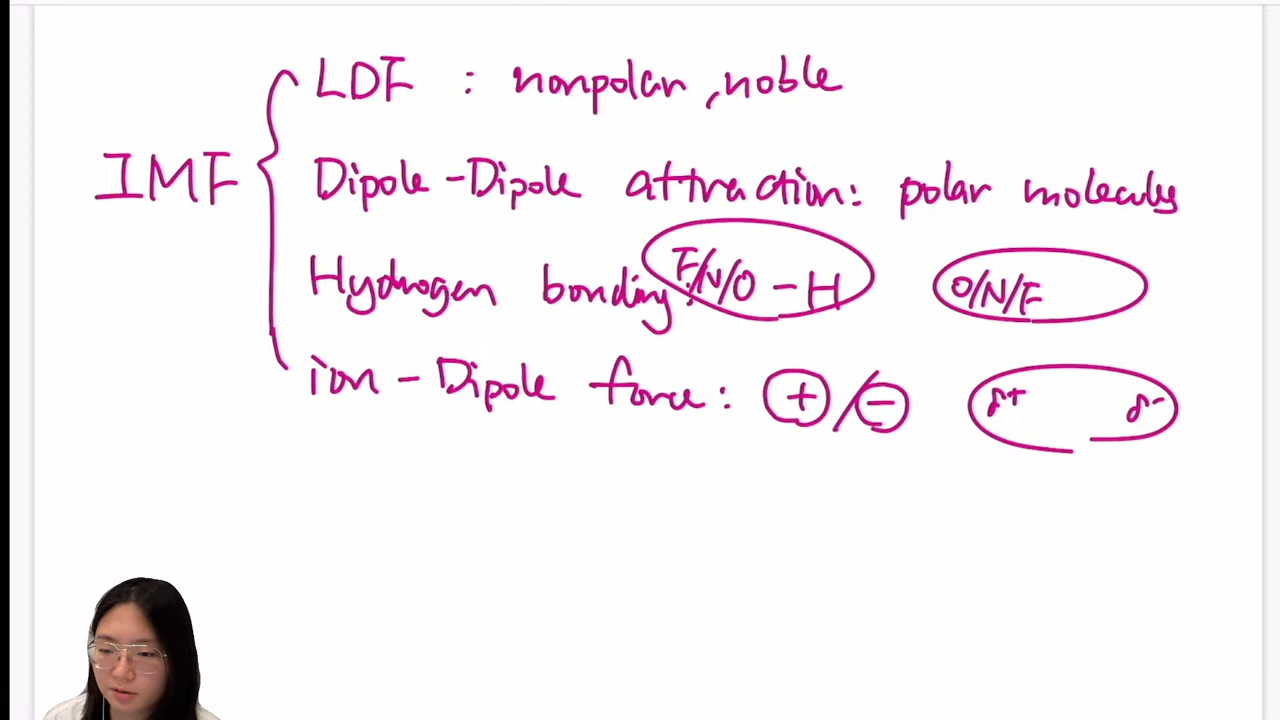 LDF : nonpolar, noble
IMF
Dipole-Dipole attraction: polar molecules
Hydrogen bonding: F/N/O - H O/N/F
ion-Dipole force: + / - δ+ δ-